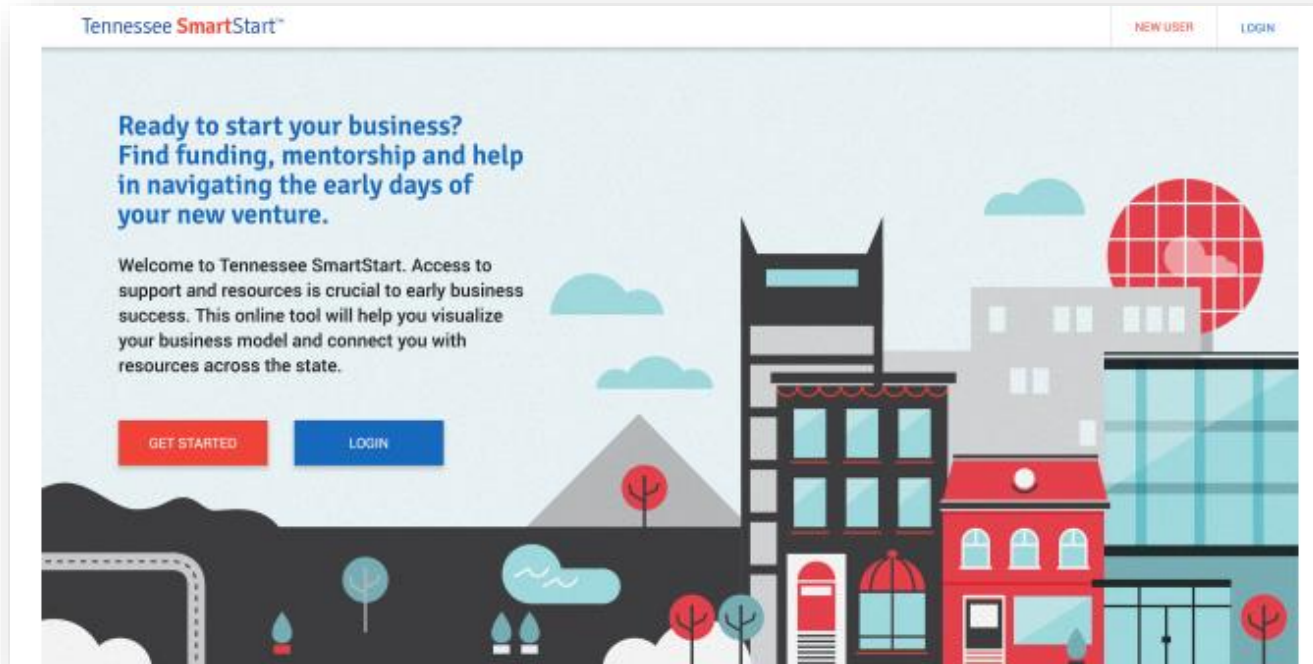 Tennessee SmartStart™
NEW USER
LOGIN
Ready to start your business?
Find funding, mentorship and help
in navigating the early days of
your new venture.
Welcome to Tennessee SmartStart. Access to
support and resources is crucial to early business
success. This online tool will help you visualize
your business model and connect you with
resources across the state.
GET STARTED
LOGIN